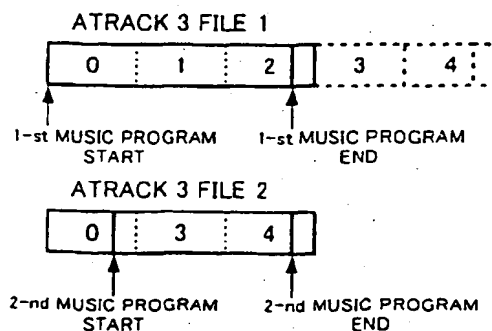 ATRACK 3 FILE 1
0 1 2 3 4
1-st MUSIC PROGRAM START
1-st MUSIC PROGRAM END
ATRACK 3 FILE 2
0 3 4
2-nd MUSIC PROGRAM START
2-nd MUSIC PROGRAM END